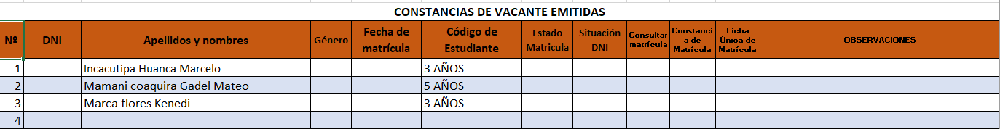 CONSTANCIAS DE VACANTE EMITIDAS
Nº DNI Apellidos y nombres Género Fecha de matrícula Código de Estudiante Estado Matricula Situación DNI Consultar matrícula Constancia de Matrícula Ficha Única de Matrícula OBSERVACIONES
1 Incacutipa Huanca Marcelo 3 AÑOS
2 Mamani coaquira Gadel Mateo 5 AÑOS
3 Marca flores Kenedi 3 AÑOS
4